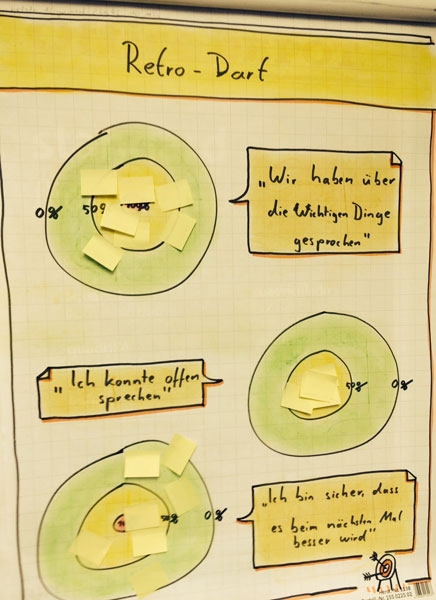 Retro - Dart
0% 50% 100%
„Wir haben über
die Wichtigen Dinge
gesprochen"
„Ich konnte offen
sprechen"
50% 0%
50% 0%
„Ich bin sicher, dass
es beim nächsten Mal
besser wird"